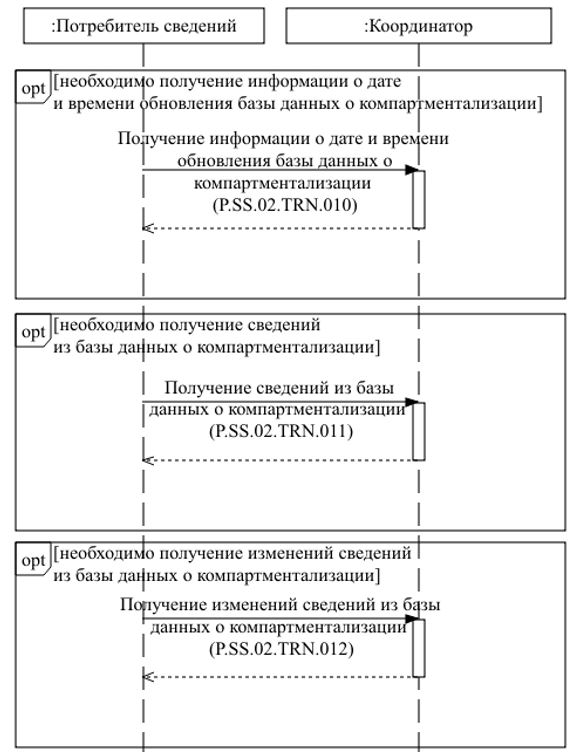 :Потребитель сведений
:Координатор
opt
[необходимо получение информации о дате
и времени обновления базы данных о компартментализации]
Получение информации о дате и времени
обновления базы данных о
компартментализации
(P.SS.02.TRN.010)
opt
[необходимо получение сведений
из базы данных о компартментализации]
Получение сведений из базы
данных о компартментализации
(P.SS.02.TRN.011)
opt
[необходимо получение изменений сведений
из базы данных о компартментализации]
Получение изменений сведений из базы
данных о компартментализации
(P.SS.02.TRN.012)